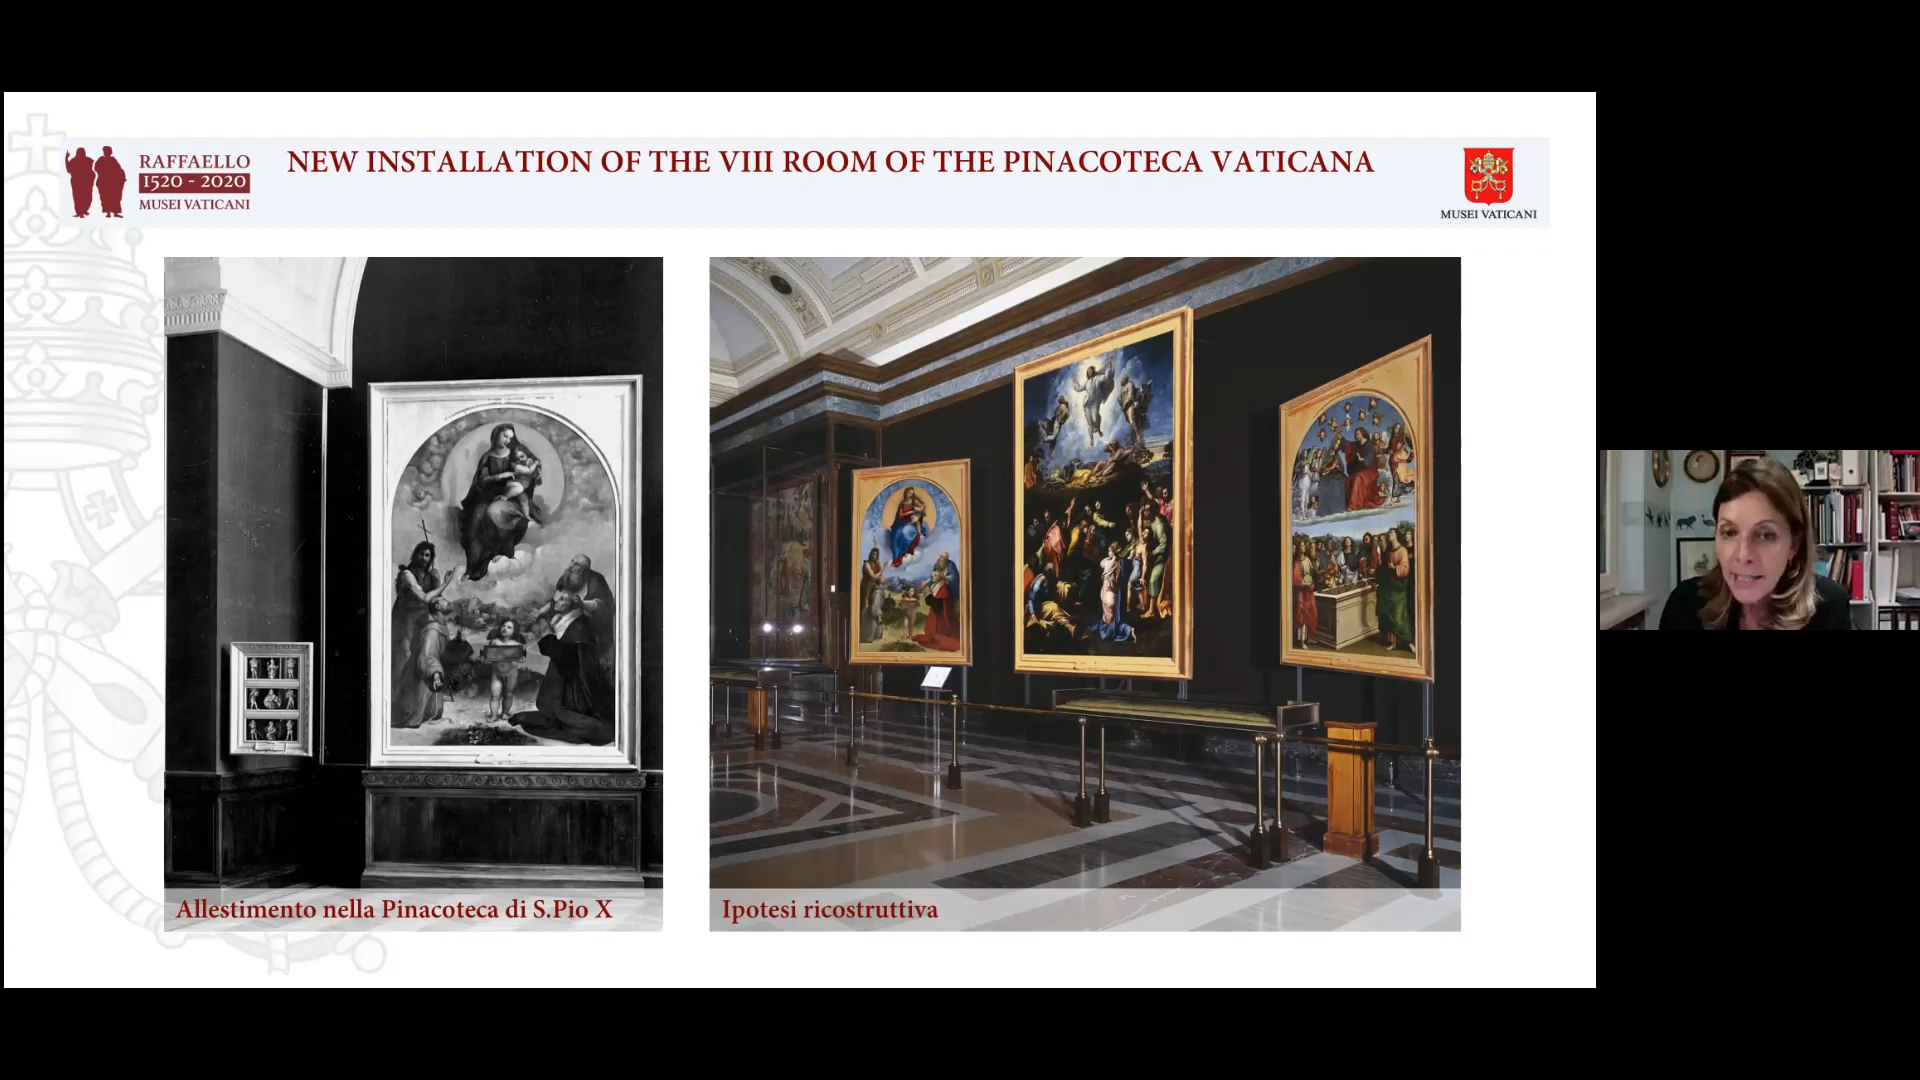 RAFFAELLO
1520 - 2020
MUSEI VATICANI
NEW INSTALLATION OF THE VIII ROOM OF THE PINACOTECA VATICANA
MUSEI VATICANI
Allestimento nella Pinacoteca di S.Pio X
Ipotesi ricostruttiva